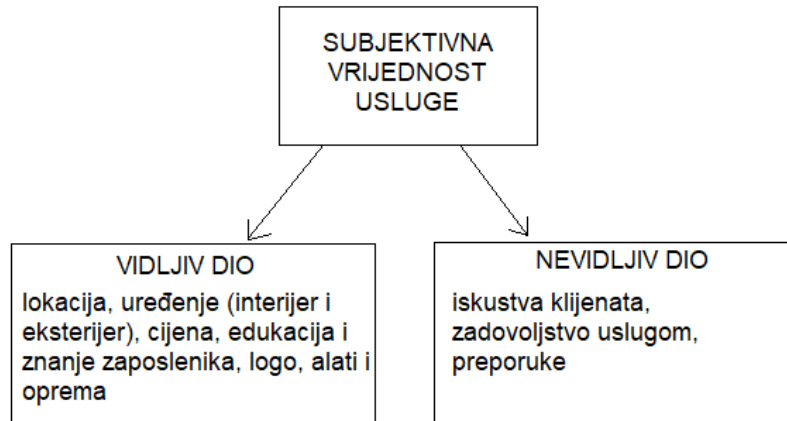 SUBJEKTIVNA
VRIJEDNOST
USLUGE
VIDLJIV DIO
lokacija, uređenje (interijer i
eksterijer), cijena, edukacija i
znanje zaposlenika, logo, alati i
oprema
NEVIDLJIV DIO
iskustva klijenata,
zadovoljstvo uslugom,
preporuke